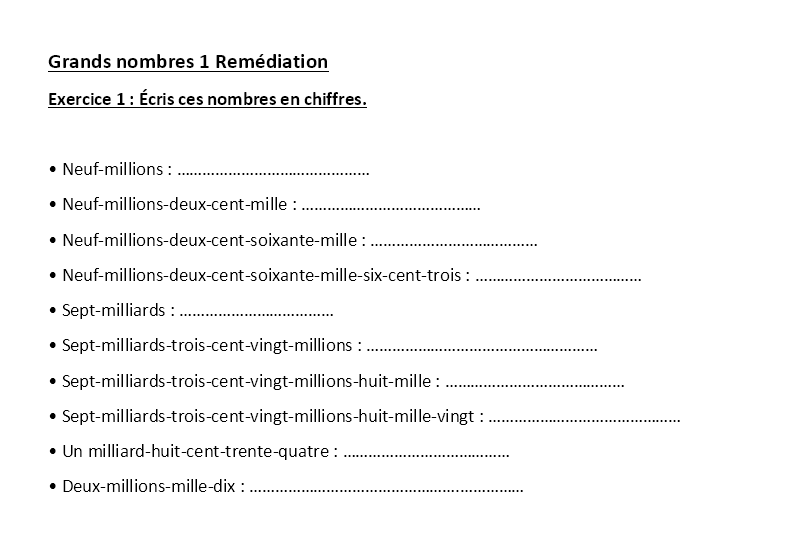 Grands nombres 1 Remédiation
Exercice 1 : Écris ces nombres en chiffres.
• Neuf-millions : ………………………………………
• Neuf-millions-deux-cent-mille : ……………………………………
• Neuf-millions-deux-cent-soixante-mille : …………………………………
• Neuf-millions-deux-cent-soixante-mille-six-cent-trois : …………………………………
• Sept-milliards : ………………………………
• Sept-milliards-trois-cent-vingt-millions : ………………………………………………
• Sept-milliards-trois-cent-vingt-millions-huit-mille : ……………………………………
• Sept-milliards-trois-cent-vingt-millions-huit-mille-vingt : ………………………………………
• Un milliard-huit-cent-trente-quatre : …………………………………
• Deux-millions-mille-dix : ………………………………………………………